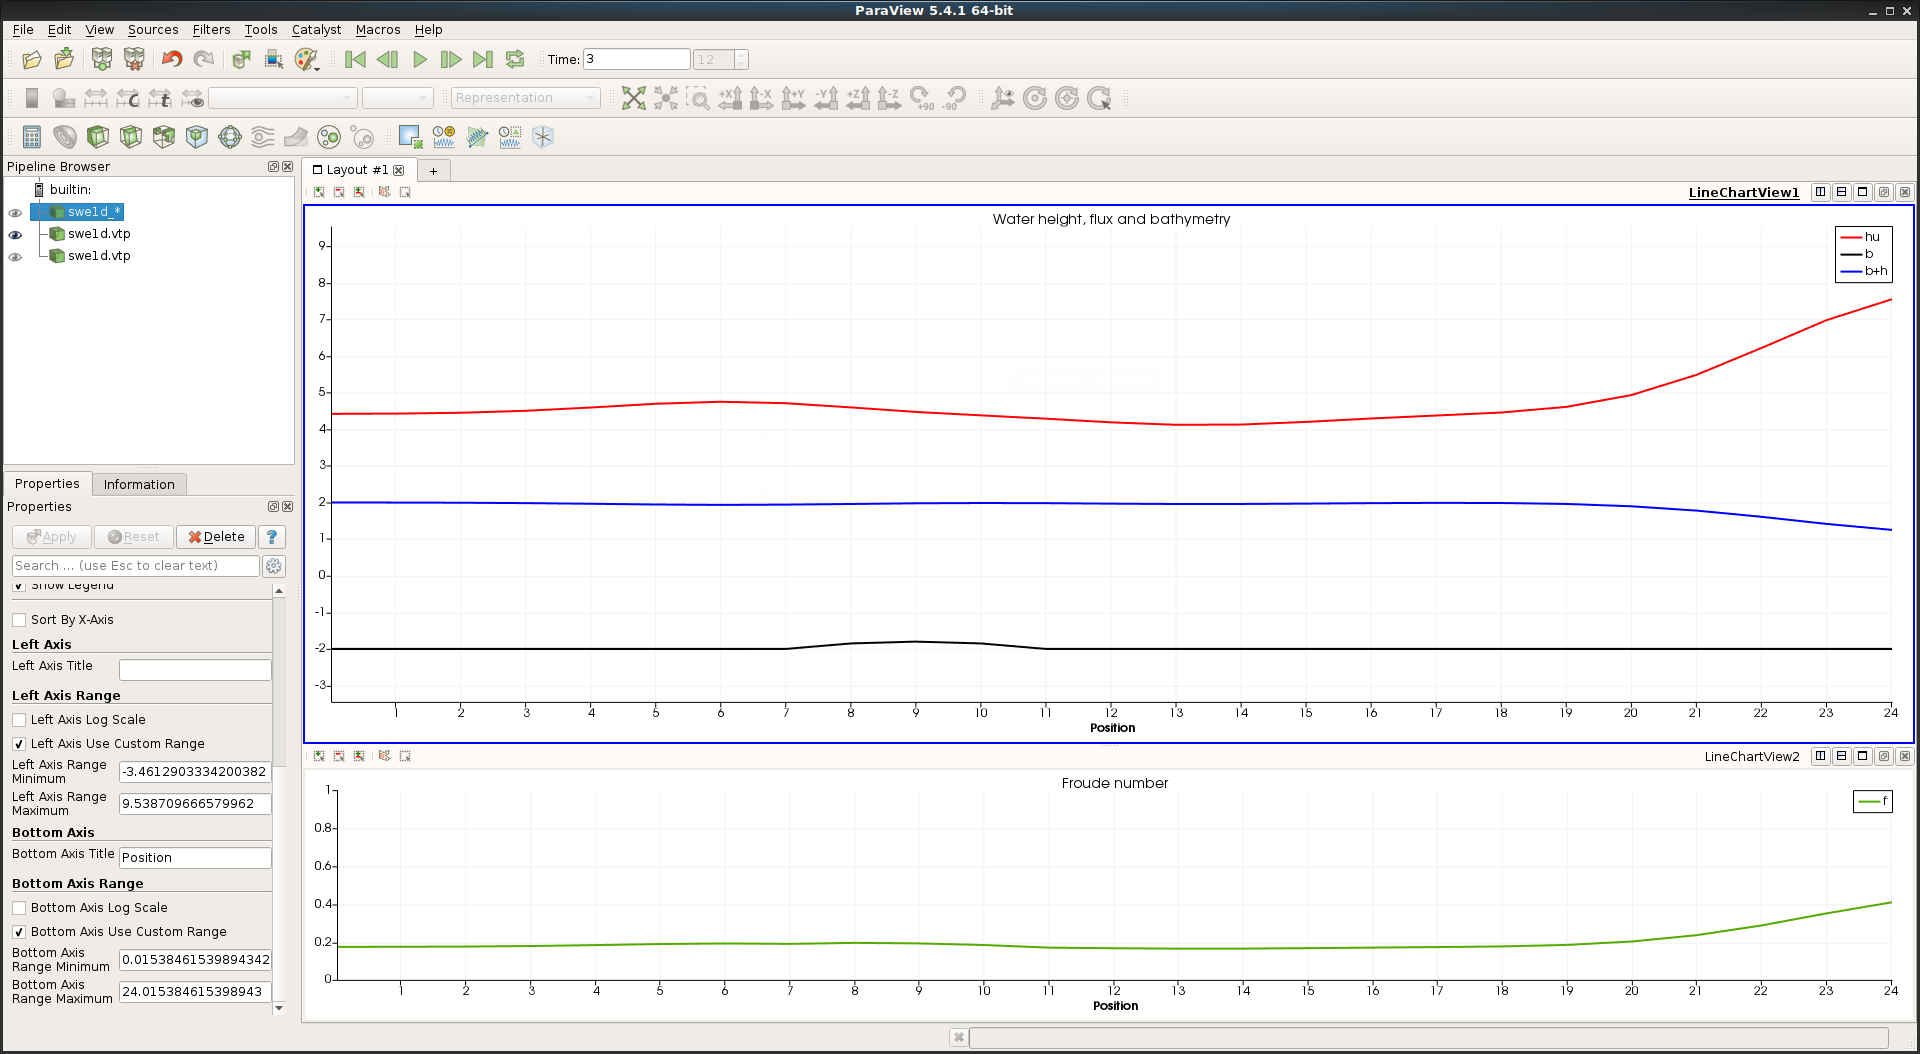 ParaView 5.4.1 64-bit
File Edit View Sources Filters Tools Catalyst Macros Help
Time: 3 12
Representation
+X -X +Y -Y +Z -Z +90 -90
Pipeline Browser
builtin:
swe1d_*
swe1d.vtp
swe1d.vtp
Properties Information
Properties
Apply Reset Delete ?
Search ... (use Esc to clear text)
Show Legend
Sort By X-Axis
Left Axis
Left Axis Title
Left Axis Range
Left Axis Log Scale
Left Axis Use Custom Range
Left Axis Range Minimum -3.4612903334200382
Left Axis Range Maximum 9.538709666579962
Bottom Axis
Bottom Axis Title Position
Bottom Axis Range
Bottom Axis Log Scale
Bottom Axis Use Custom Range
Bottom Axis Range Minimum 0.01538461539894342
Bottom Axis Range Maximum 24.015384615398943
Layout #1 +
LineChartView1
Water height, flux and bathymetry
hu
b
b+h
9
8
7
6
5
4
3
2
1
0
-1
-2
-3
1 2 3 4 5 6 7 8 9 10 11 12 13 14 15 16 17 18 19 20 21 22 23 24
Position
LineChartView2
Froude number
f
1
0.8
0.6
0.4
0.2
0
1 2 3 4 5 6 7 8 9 10 11 12 13 14 15 16 17 18 19 20 21 22 23 24
Position